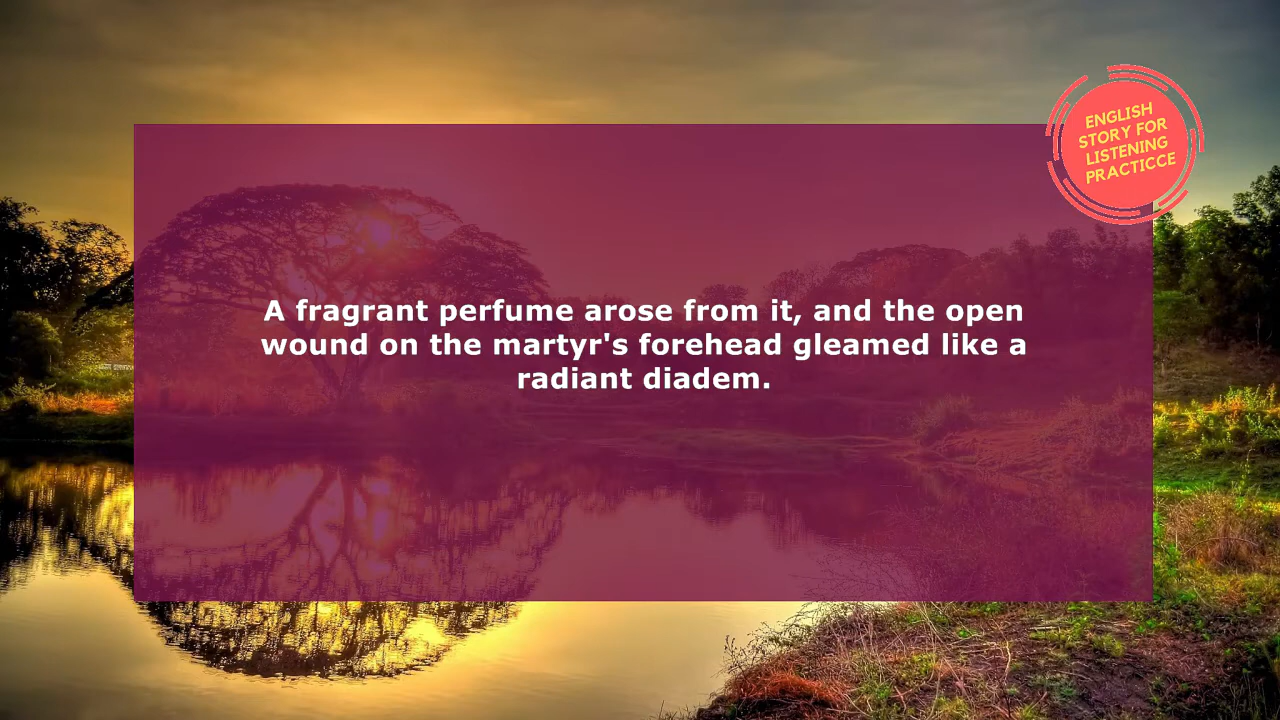 ENGLISH
STORY FOR
LISTENING
PRACTICCE
A fragrant perfume arose from it, and the open
wound on the martyr's forehead gleamed like a
radiant diadem.